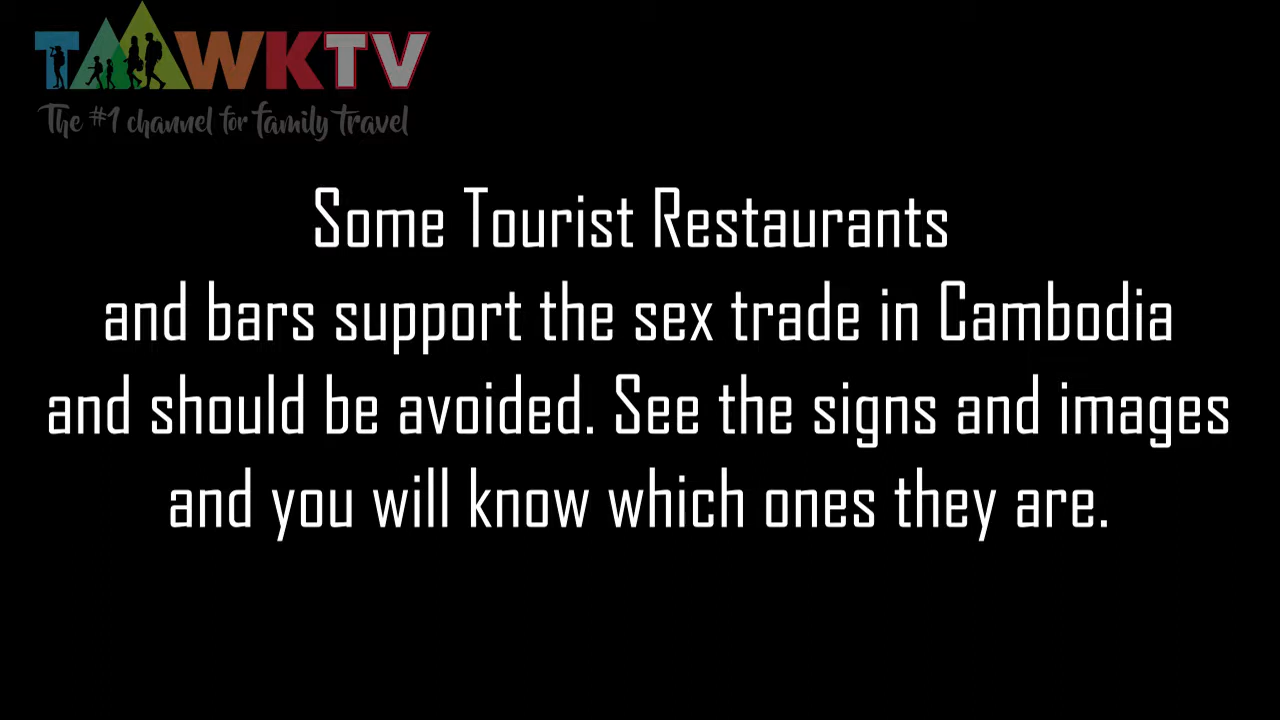 TAAWKTV
The #1 channel for family travel
Some Tourist Restaurants
and bars support the sex trade in Cambodia
and should be avoided. See the signs and images
and you will know which ones they are.